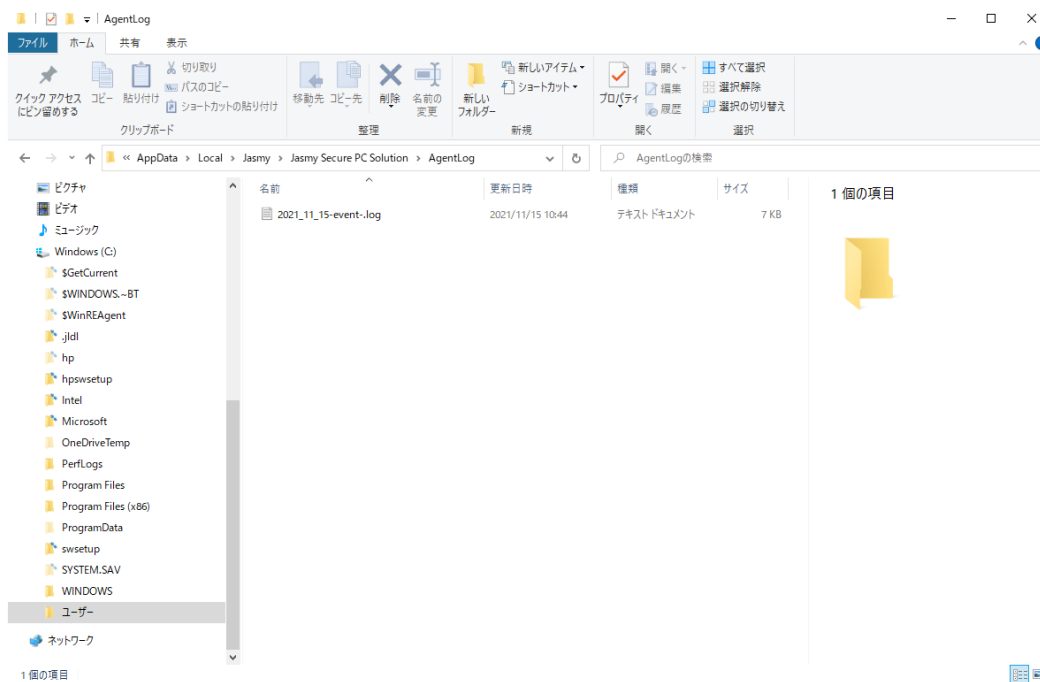 AgentLog
ファイル ホーム 共有 表示
クイック アクセスにピン留めする
コピー
貼り付け
切り取り
パスのコピー
ショートカットの貼り付け
クリップボード
移動先
コピー先
削除
名前の変更
整理
新しいフォルダー
新しいアイテム
ショートカット
新規
プロパティ
開く
編集
履歴
開く
すべて選択
選択解除
選択の切り替え
選択
« AppData > Local > Jasmy > Jasmy Secure PC Solution > AgentLog
AgentLogの検索
ピクチャ
ビデオ
ミュージック
Windows (C:)
$GetCurrent
$WINDOWS.~BT
$WinREAgent
.jldl
hp
hpswsetup
Intel
Microsoft
OneDriveTemp
PerfLogs
Program Files
Program Files (x86)
ProgramData
swsetup
SYSTEM.SAV
WINDOWS
ユーザー
ネットワーク
名前 更新日時 種類 サイズ
2021_11_15-event-.log 2021/11/15 10:44 テキスト ドキュメント 7 KB
1 個の項目
1 個の項目